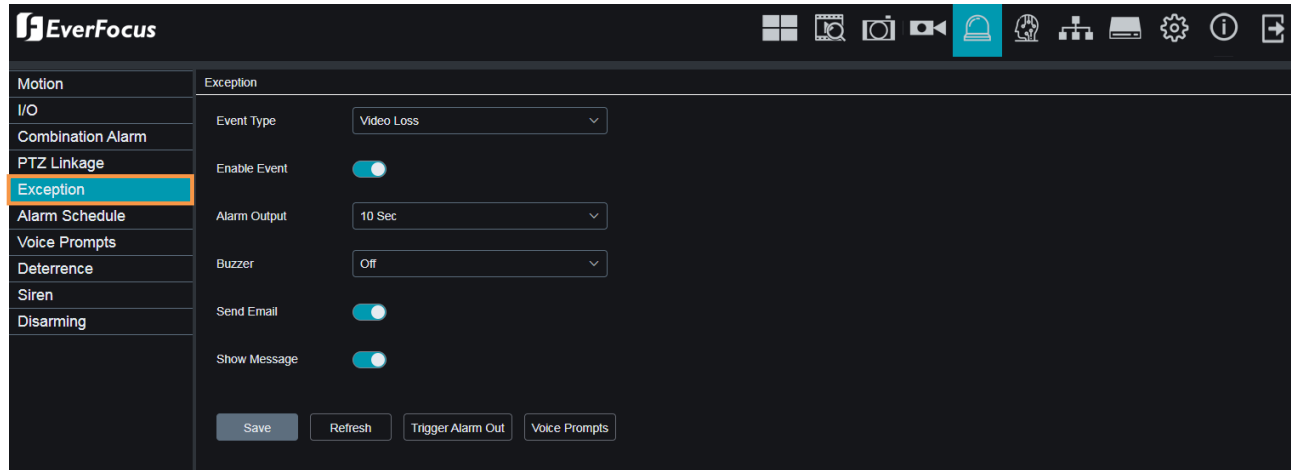 EverFocus
Motion
I/O
Combination Alarm
PTZ Linkage
Exception
Alarm Schedule
Voice Prompts
Deterrence
Siren
Disarming
Exception
Event Type Video Loss
Enable Event
Alarm Output 10 Sec
Buzzer Off
Send Email
Show Message
Save Refresh Trigger Alarm Out Voice Prompts